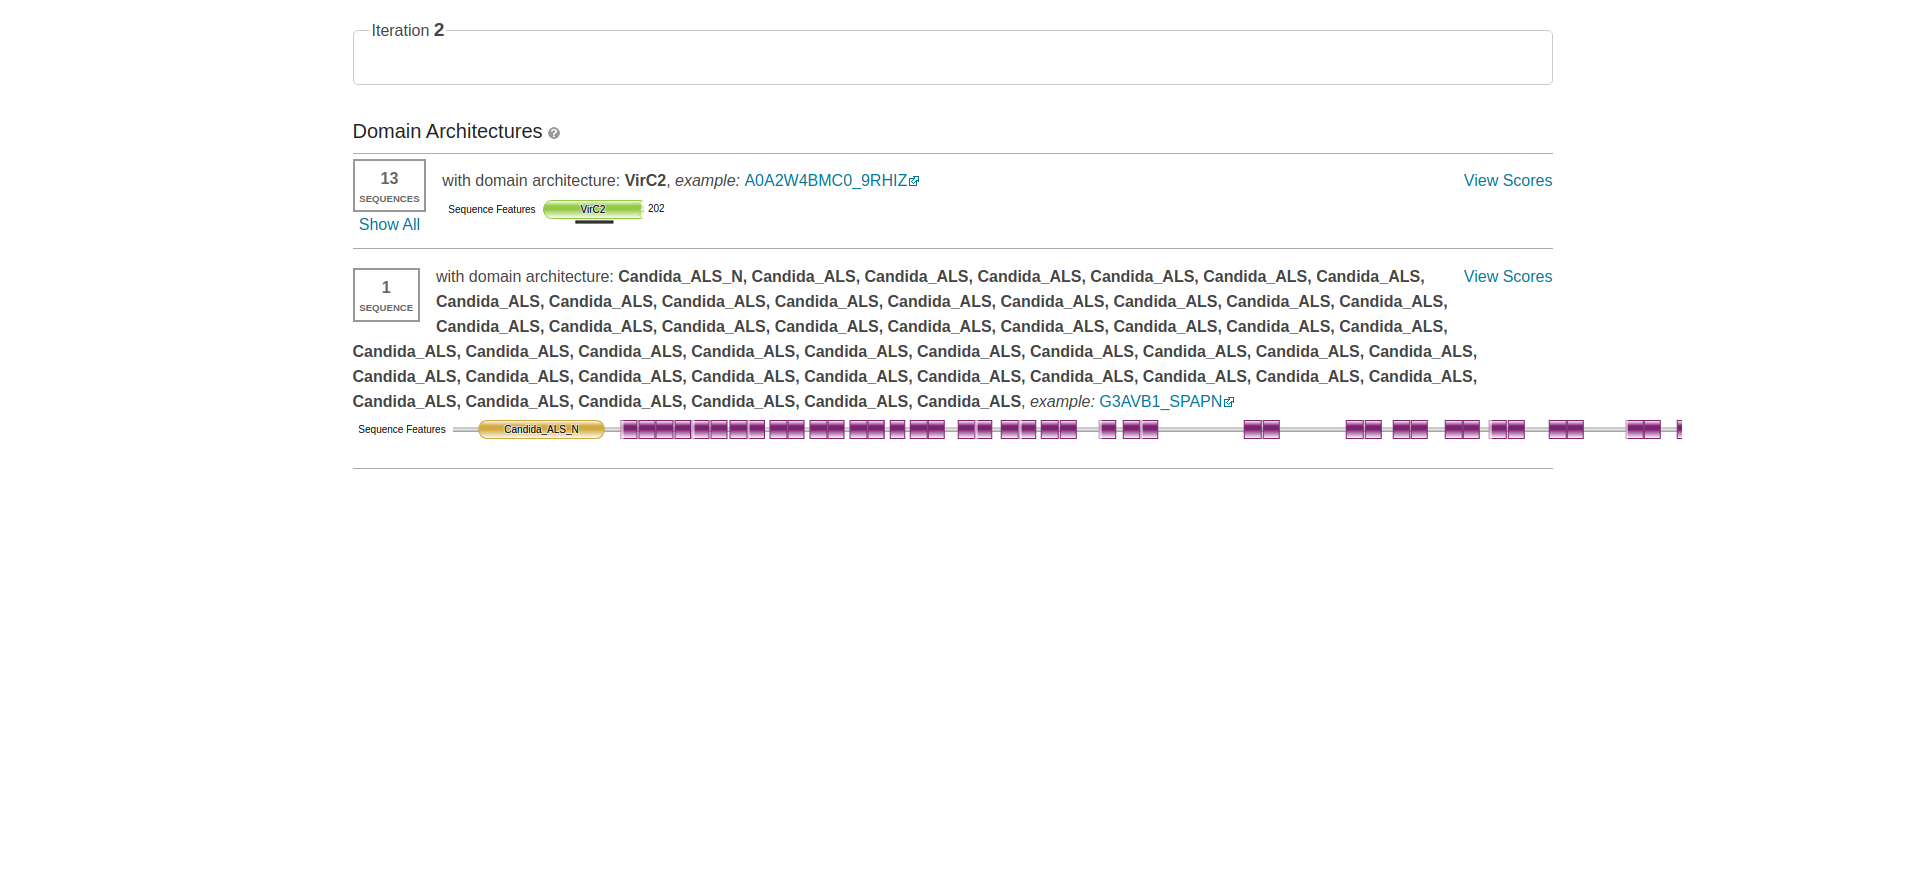 Iteration 2
Domain Architectures
13
SEQUENCES
Show All
with domain architecture: VirC2, example: A0A2W4BMC0_9RHIZ
View Scores
Sequence Features
VirC2
202
1
SEQUENCE
with domain architecture: Candida_ALS_N, Candida_ALS, Candida_ALS, Candida_ALS, Candida_ALS, Candida_ALS, Candida_ALS,
View Scores
Candida_ALS, Candida_ALS, Candida_ALS, Candida_ALS, Candida_ALS, Candida_ALS, Candida_ALS, Candida_ALS, Candida_ALS,
Candida_ALS, Candida_ALS, Candida_ALS, Candida_ALS, Candida_ALS, Candida_ALS, Candida_ALS, Candida_ALS, Candida_ALS,
Candida_ALS, Candida_ALS, Candida_ALS, Candida_ALS, Candida_ALS, Candida_ALS, Candida_ALS, Candida_ALS, Candida_ALS, Candida_ALS,
Candida_ALS, Candida_ALS, Candida_ALS, Candida_ALS, Candida_ALS, Candida_ALS, Candida_ALS, Candida_ALS, Candida_ALS, Candida_ALS,
Candida_ALS, Candida_ALS, Candida_ALS, Candida_ALS, Candida_ALS, Candida_ALS, example: G3AVB1_SPAPN
Sequence Features
Candida_ALS_N